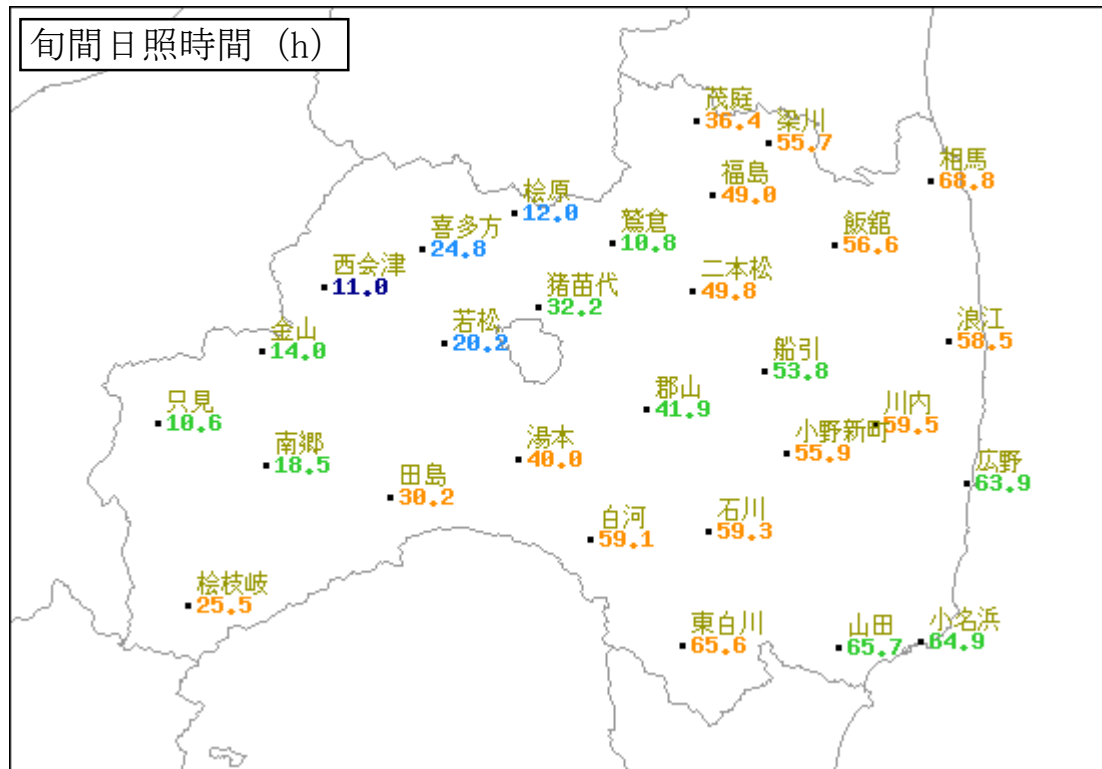 旬間日照時間 (h)
茂庭
36.4
梁川
55.7
相馬
68.8
福島
49.0
桧原
12.0
鷲倉
10.8
飯舘
56.6
喜多方
24.8
西会津
11.0
猪苗代
32.2
二本松
49.8
若松
20.2
金山
14.0
浪江
58.5
船引
53.8
郡山
41.9
只見
10.6
川内
59.5
南郷
18.5
湯本
40.0
小野新町
55.9
田島
30.2
広野
63.9
白河
59.1
石川
59.3
桧枝岐
25.5
東白川
65.6
山田
65.7
小名浜
64.9